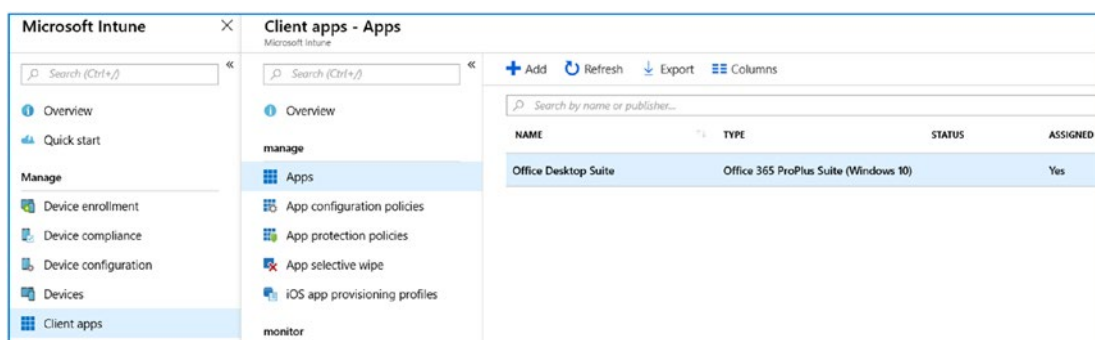 Microsoft Intune
Search (Ctrl+/)
Overview
Quick start
Manage
Device enrollment
Device compliance
Device configuration
Devices
Client apps
Client apps - Apps
Microsoft Intune
Search (Ctrl+/)
Overview
manage
Apps
App configuration policies
App protection policies
App selective wipe
iOS app provisioning profiles
monitor
Add Refresh Export Columns
Search by name or publisher...
NAME TYPE STATUS ASSIGNED
Office Desktop Suite Office 365 ProPlus Suite (Windows 10) Yes